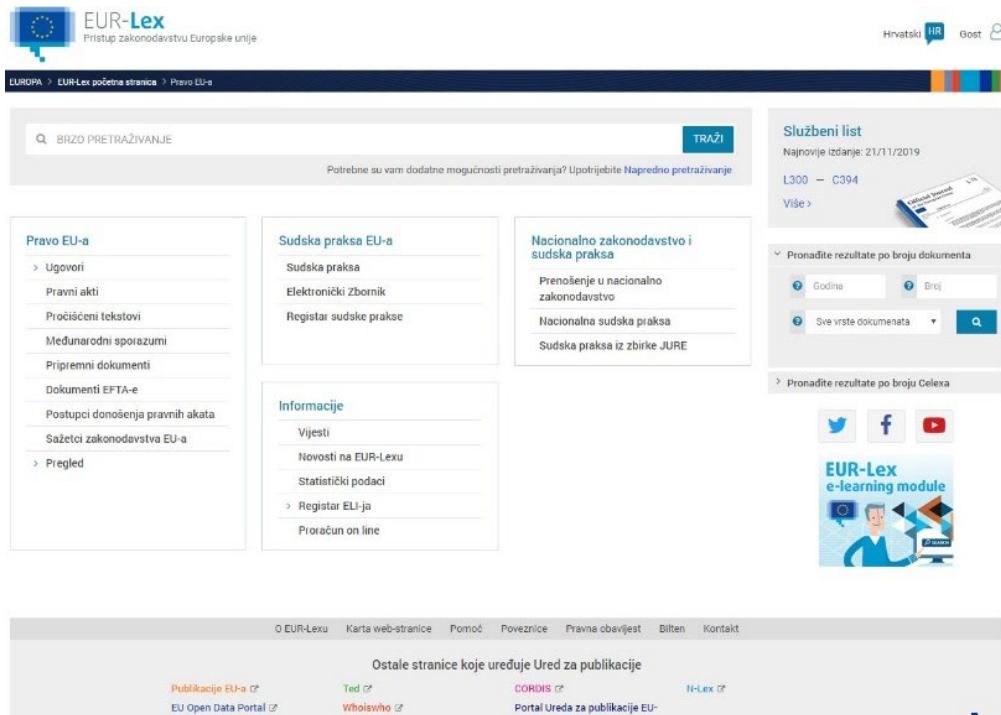 EUR-Lex
Pristup zakonodavstvu Europske unije
Hrvatski HR Gost
EUROPA > EUR-Lex početna stranica > Pravo EU-a
BRZO PRETRAŽIVANJE
TRAŽI
Potrebne su vam dodatne mogućnosti pretraživanja? Upotrijebite Napredno pretraživanje
Službeni list
Najnovije izdanje: 21/11/2019
L300 — C394
Više >
Official Journal
Pravo EU-a
> Ugovori
Pravni akti
Pročišćeni tekstovi
Međunarodni sporazumi
Pripremni dokumenti
Dokumenti EFTA-e
Postupci donošenja pravnih akata
Sažetci zakonodavstva EU-a
> Pregled
Sudska praksa EU-a
Sudska praksa
Elektronički Zbornik
Registar sudske prakse
Informacije
Vijesti
Novosti na EUR-Lexu
Statistički podaci
> Registar ELI-ja
Proračun on line
Nacionalno zakonodavstvo i
sudska praksa
Prenošenje u nacionalno
zakonodavstvo
Nacionalna sudska praksa
Sudska praksa iz zbirke JURE
Pronađite rezultate po broju dokumenta
Godina
Broj
Sve vrste dokumenata
> Pronađite rezultate po broju Celexa
EUR-Lex
e-learning module
SEARCH
O EUR-Lexu Karta web-stranice Pomoć Poveznice Pravna obavijest Bilten Kontakt
Ostale stranice koje uređuje Ured za publikacije
Publikacije EU-a Ted CORDIS N-Lex
EU Open Data Portal Whoiswho Portal Ureda za publikacije EU-